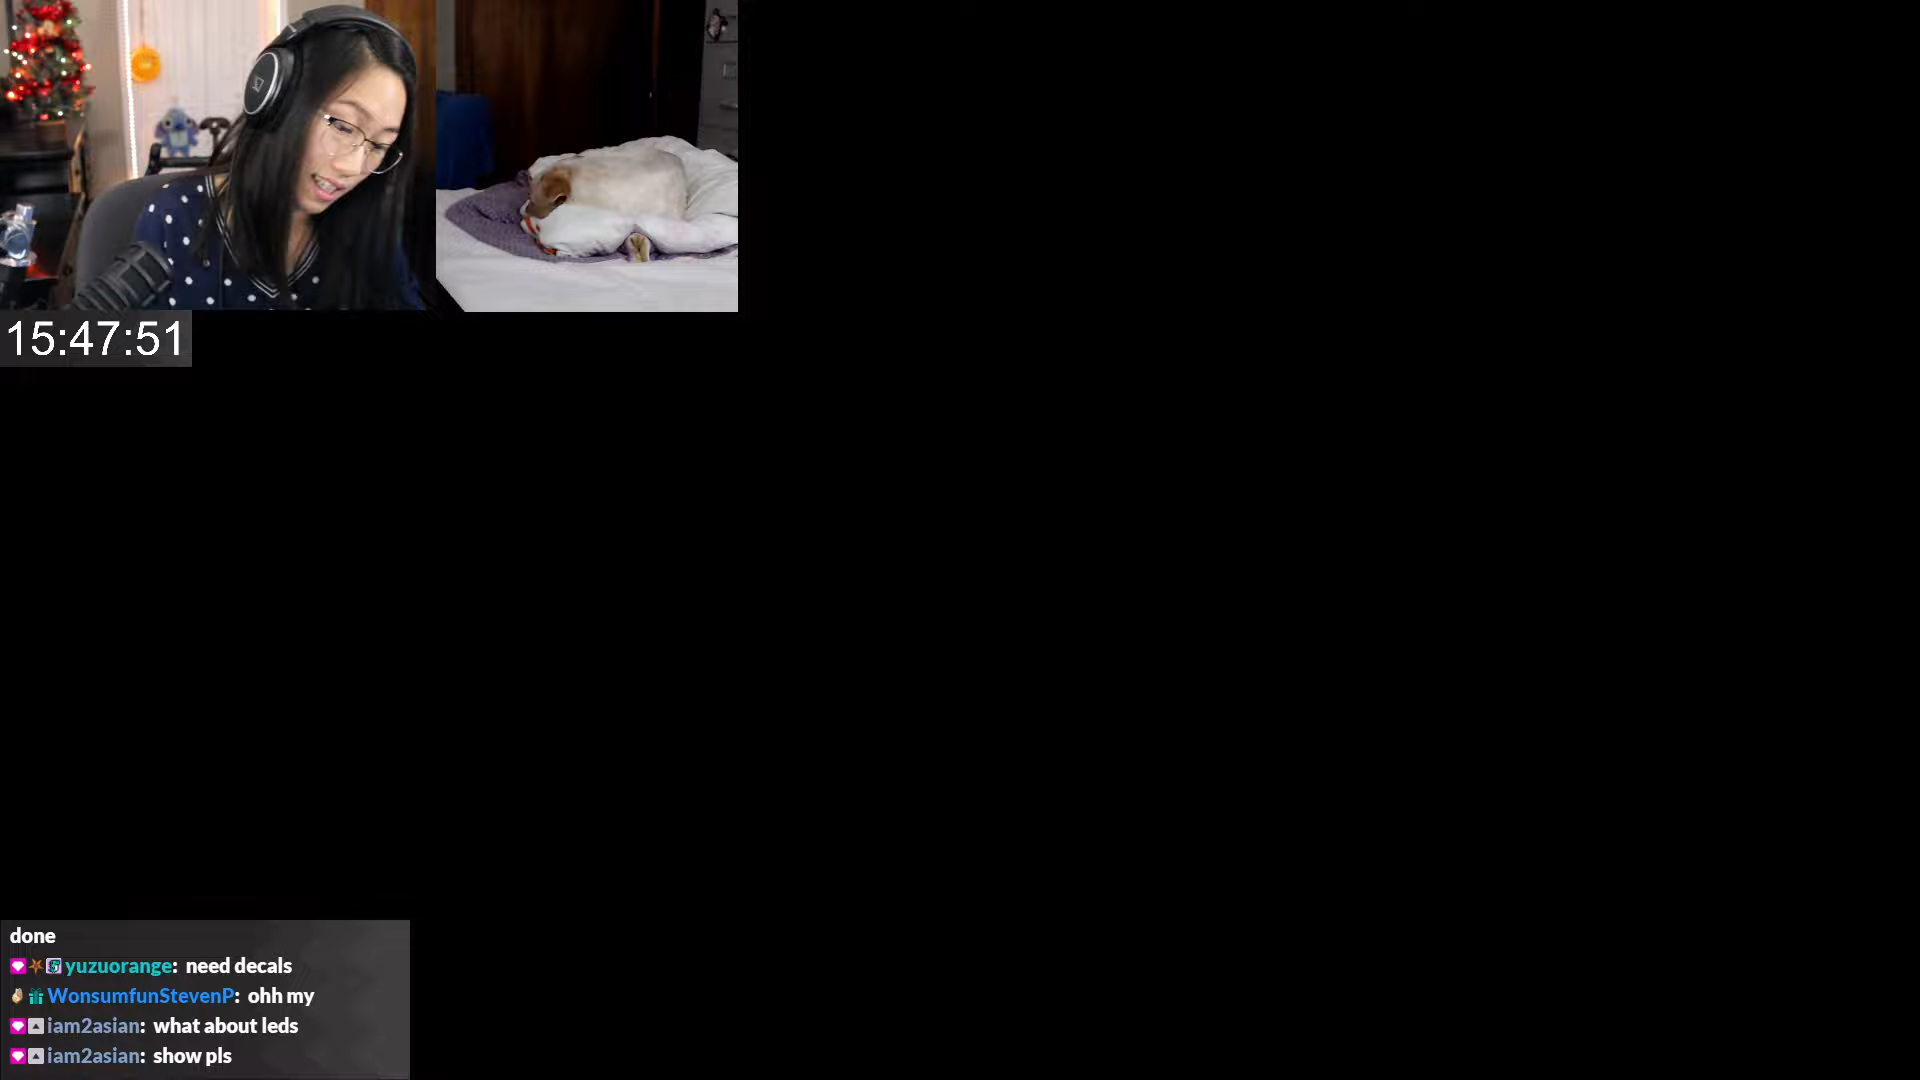 15:47:51
done
yuzuorange: need decals
WonsumfunStevenP: ohh my
iam2asian: what about leds
iam2asian: show pls